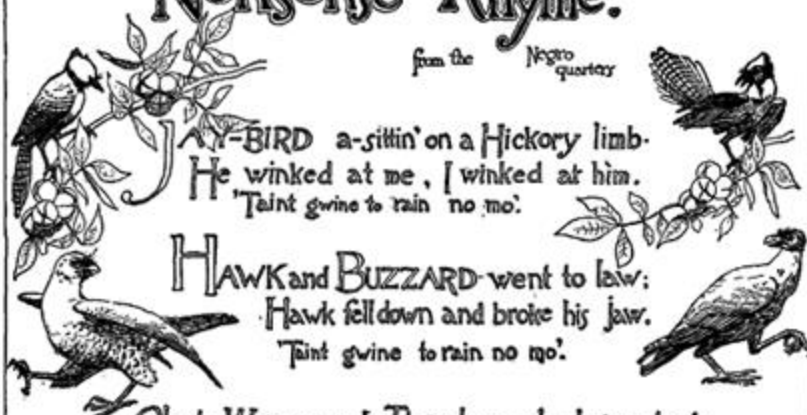 Nonsense Rhyme.
from the Negro
quarters
JAY-BIRD a-sittin' on a Hickory limb.
He winked at me, I winked at him.
'Taint gwine to rain no mo'.
HAWK and BUZZARD went to law;
Hawk fell down and broke his jaw.
'Taint gwine to rain no mo'.